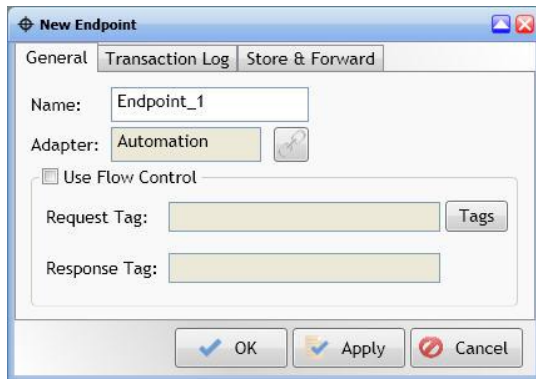 New Endpoint
General Transaction Log Store & Forward
Name: Endpoint_1
Adapter: Automation
Use Flow Control
Request Tag: Tags
Response Tag:
OK Apply Cancel